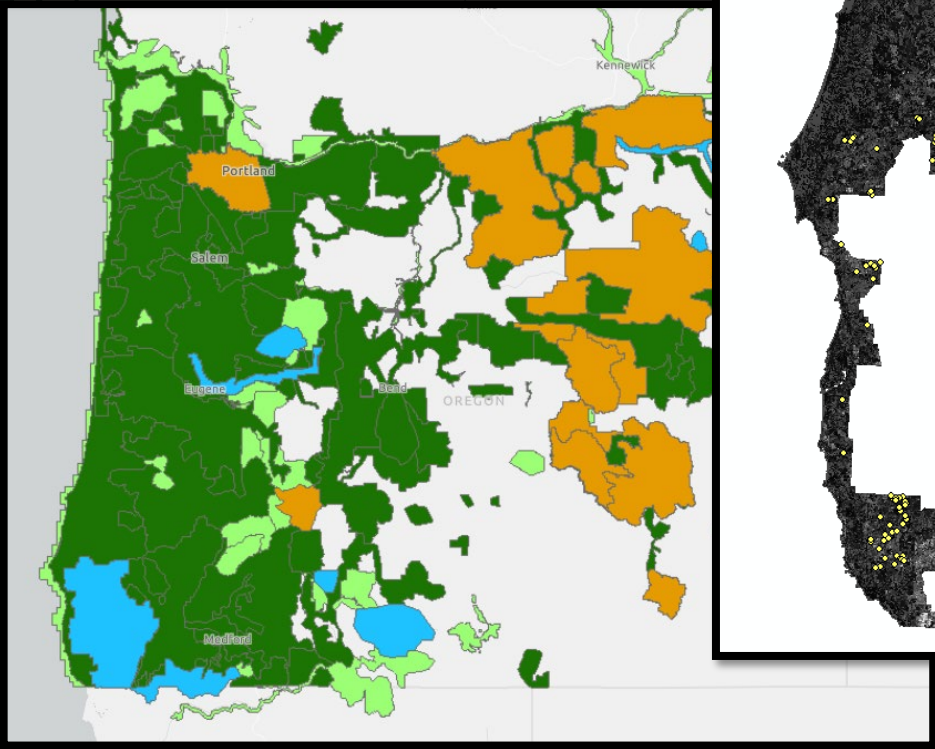 Kennewick
Portland
Salem
Eugene
Bend
OREGON
Medford